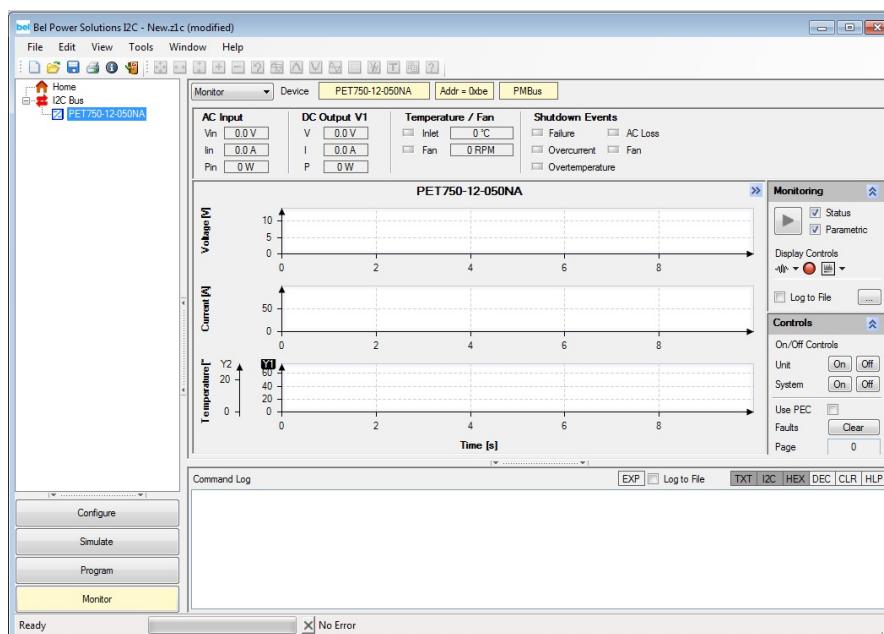 bel Bel Power Solutions I2C - New.z1c (modified)
File Edit View Tools Window Help
Home
I2C Bus
PET750-12-050NA
Monitor Device PET750-12-050NA Addr = 0xbe PMBus
AC Input DC Output V1 Temperature / Fan Shutdown Events
Vin 0.0 V V 0.0 V Inlet 0 °C Failure AC Loss
Iin 0.0 A I 0.0 A Fan 0 RPM Overcurrent Fan
Pin 0 W P 0 W Overtemperature
PET750-12-050NA
Voltage [V]
10
5
0
0 2 4 6 8
Current [A]
50
0
0 2 4 6 8
Temperature [°
Y2 Y1
20
0
60
40
20
0
0 2 4 6 8
Time [s]
Monitoring
Status
Parametric
Display Controls
Log to File ...
Controls
On/Off Controls
Unit On Off
System On Off
Use PEC
Faults Clear
Page 0
Command Log EXP Log to File TXT I2C HEX DEC CLR HLP
Configure
Simulate
Program
Monitor
Ready No Error